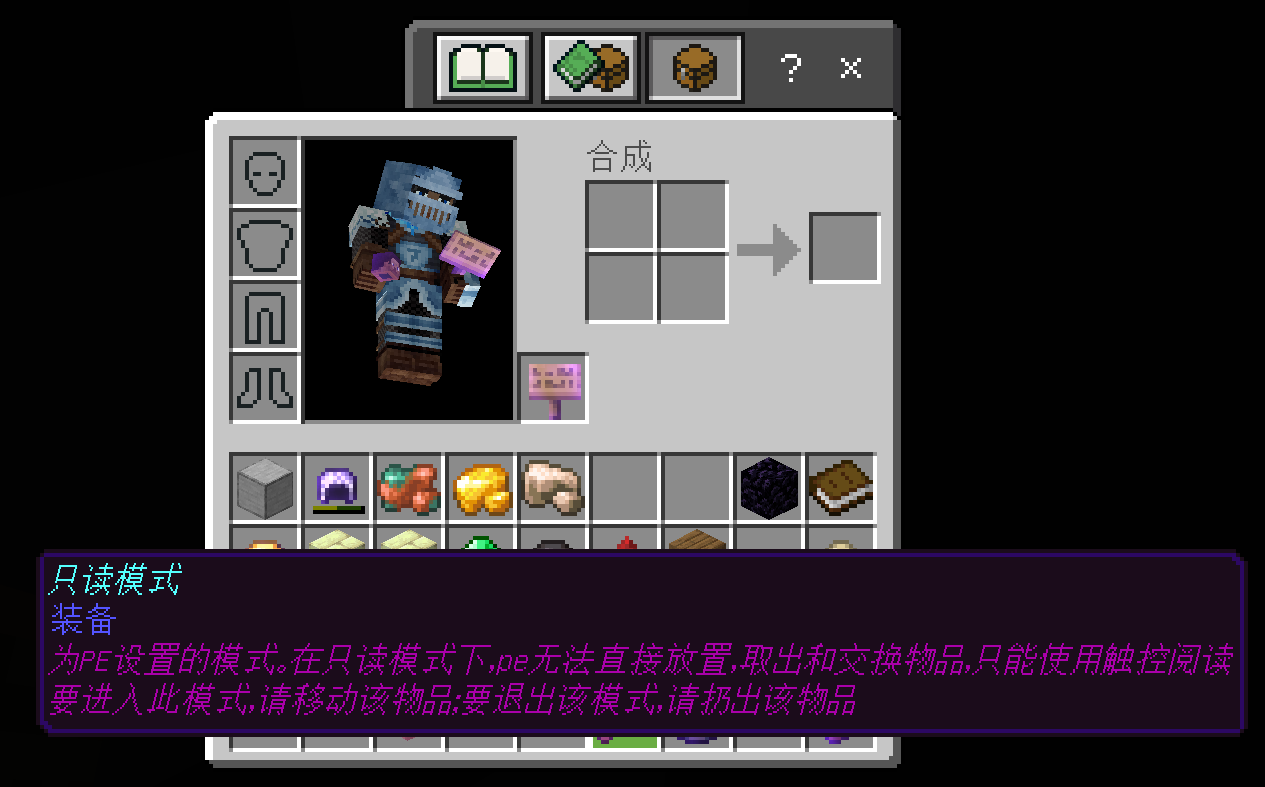 ?
合成
只读模式
装备
为PE设置的模式。在只读模式下,pe无法直接放置,取出和交换物品,只能使用触控阅读
要进入此模式,请移动该物品;要退出该模式,请扔出该物品